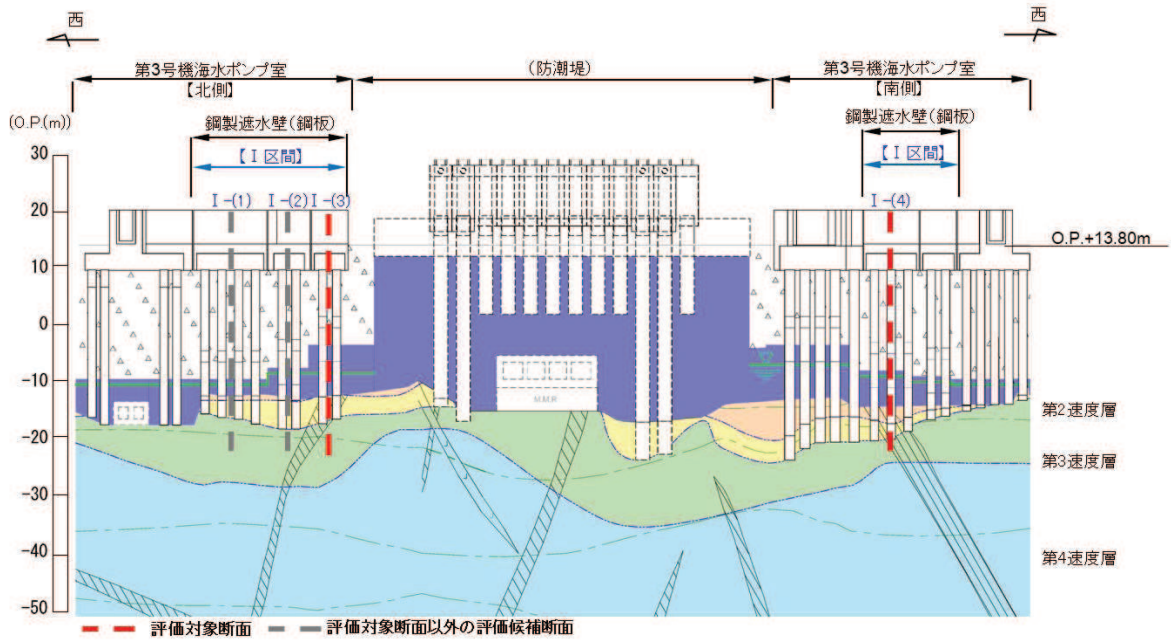 西
西
第3号機海水ポンプ室
【北側】
(防潮堤)
第3号機海水ポンプ室
【南側】
(O.P.(m))
鋼製遮水壁(鋼板)
【Ⅰ区間】
鋼製遮水壁(鋼板)
【Ⅰ区間】
Ⅰ-(1) Ⅰ-(2) Ⅰ-(3)
Ⅰ-(4)
30
20
10
0
-10
-20
-30
-40
-50
O.P.+13.80m
第2速度層
第3速度層
第4速度層
評価対象断面
評価対象断面以外の評価候補断面